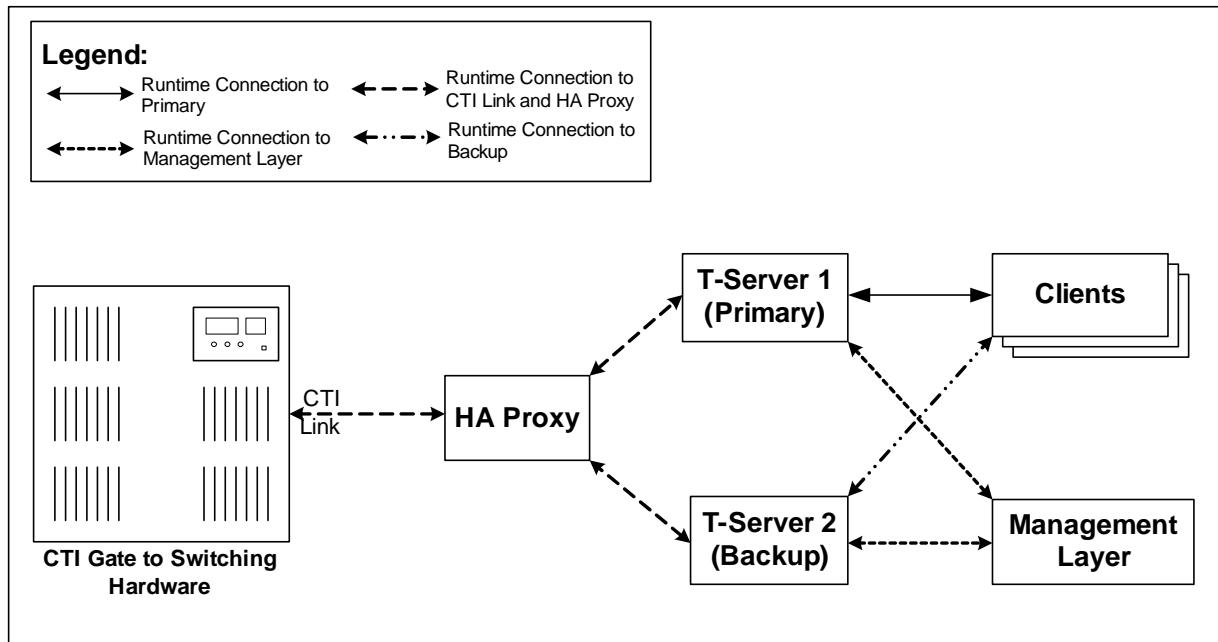 Legend:
Runtime Connection to
Primary
Runtime Connection to
CTI Link and HA Proxy
Runtime Connection to
Management Layer
Runtime Connection to
Backup
T-Server 1
(Primary)
Clients
CTI
Link
HA Proxy
T-Server 2
(Backup)
Management
Layer
CTI Gate to Switching
Hardware